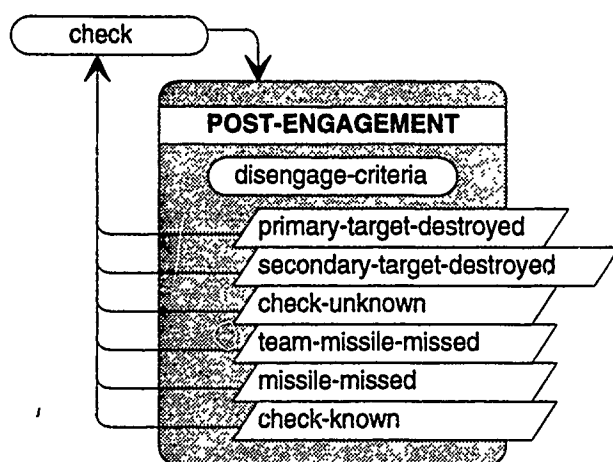 check
POST-ENGAGEMENT
disengage-criteria
primary-target-destroyed
secondary-target-destroyed
check-unknown
team-missile-missed
missile-missed
check-known